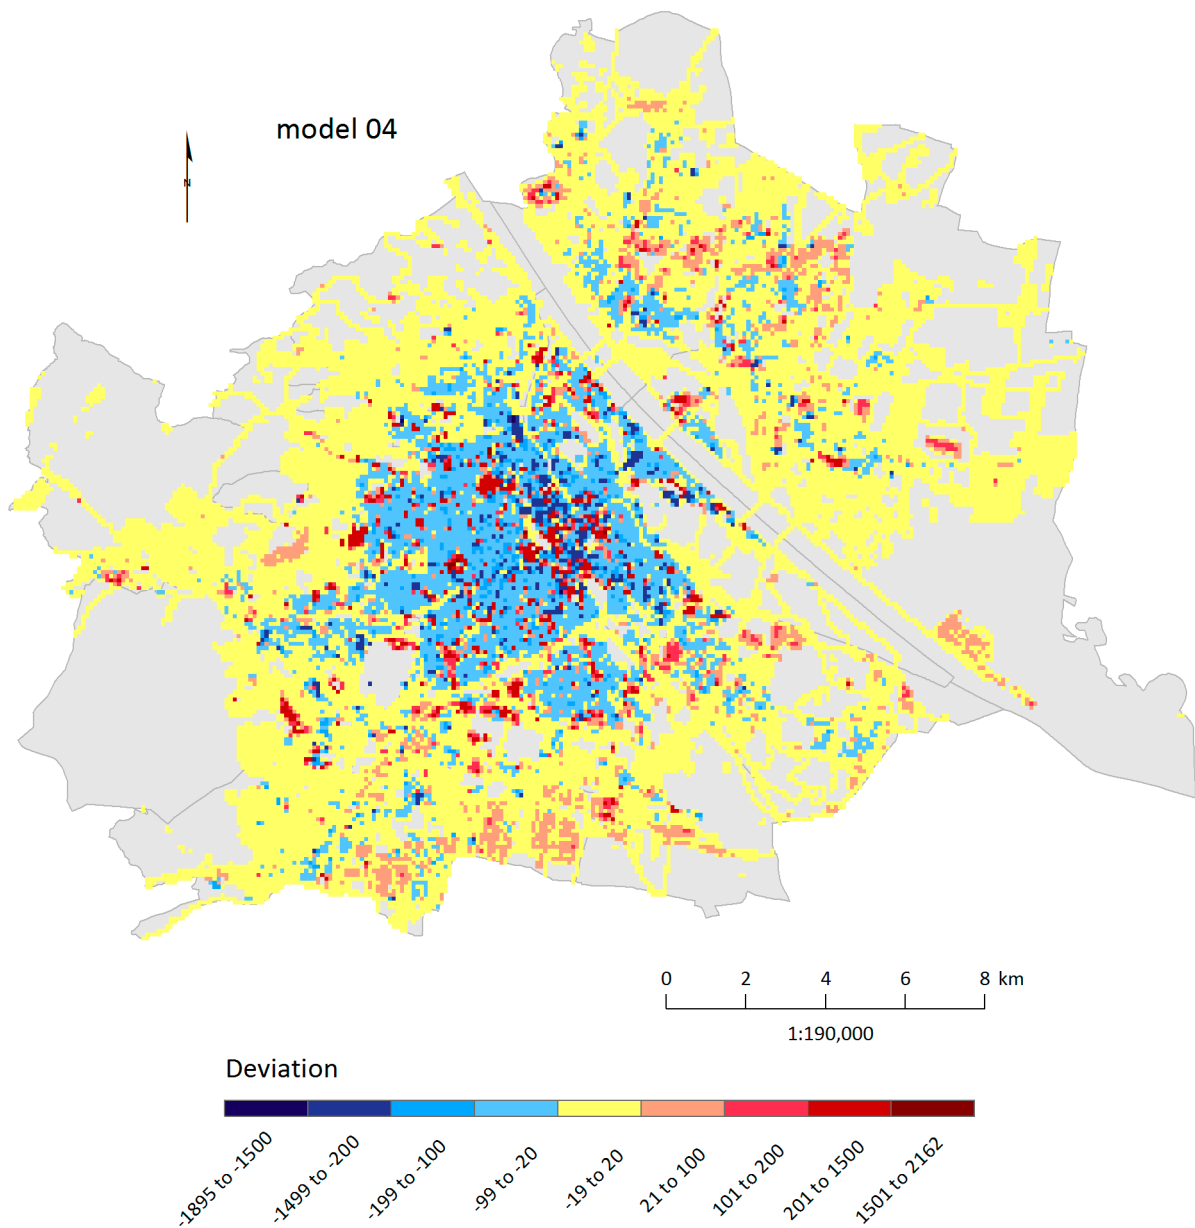 model 04
N
0 2 4 6 8 km
1:190,000
Deviation
-1895 to -1500
-1499 to -200
-199 to -100
-99 to -20
-19 to 20
21 to 100
101 to 200
201 to 1500
1501 to 2162